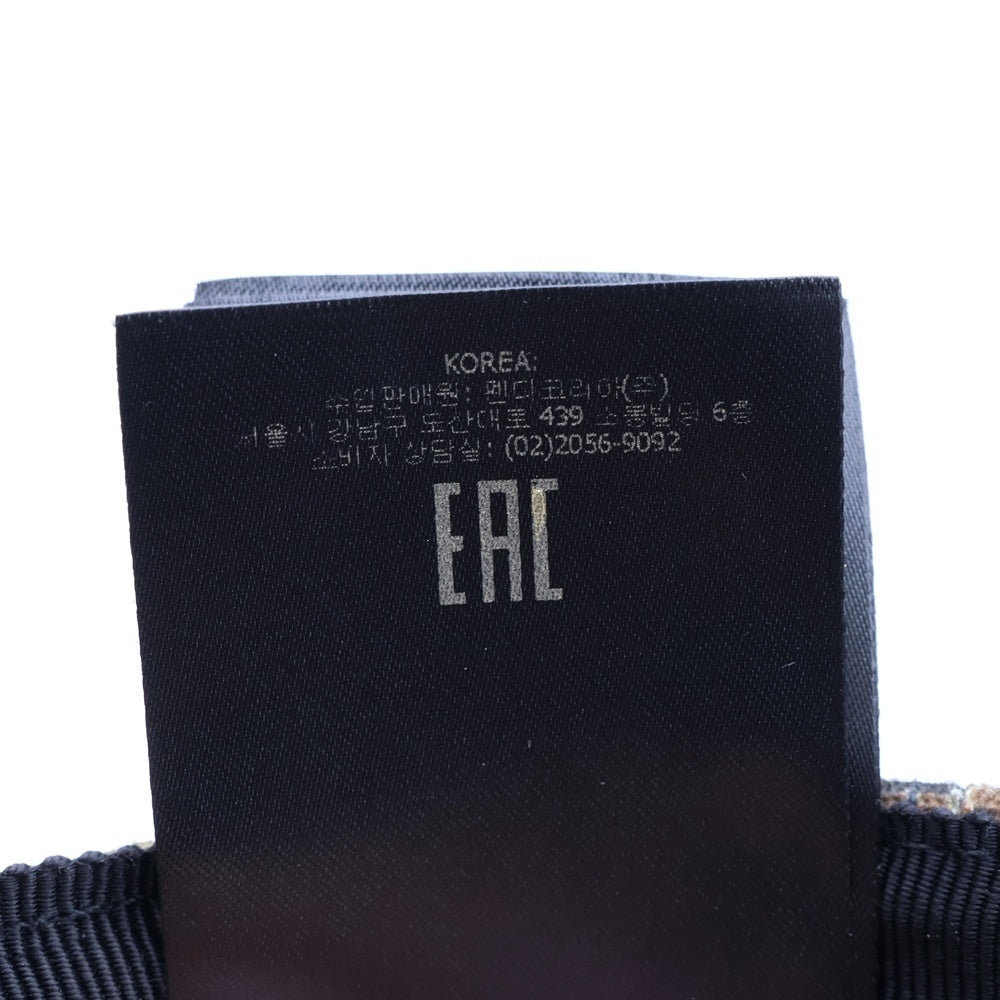 KOREA:
수입판매원: 펜디코리아(주)
서울시 강남구 도산대로 439 소봉빌딩 6층
소비자 상담실: (02)2056-9092
EAC